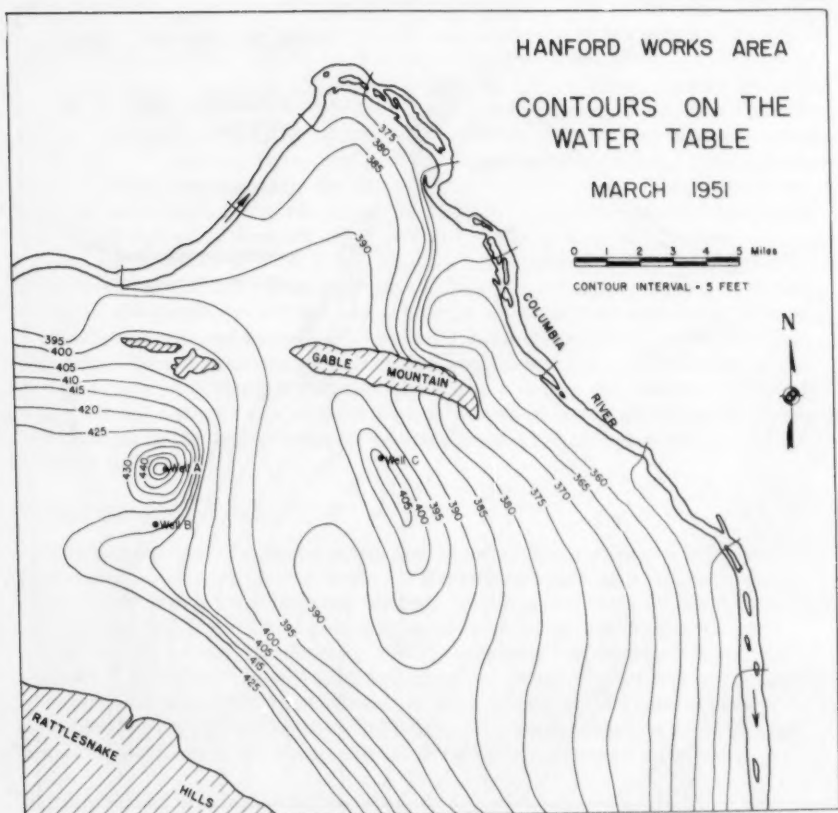 HANFORD WORKS AREA
CONTOURS ON THE
WATER TABLE
MARCH 1951
0 1 2 3 4 5 Miles
CONTOUR INTERVAL = 5 FEET
N
375
380
385
390
COLUMBIA
RIVER
395
400
405
410
415
420
425
GABLE
MOUNTAIN
430
440
Well A
Well B
Well C
405
400
395
390
385
380
375
370
365
360
390
395
400
405
415
425
RATTLESNAKE
HILLS